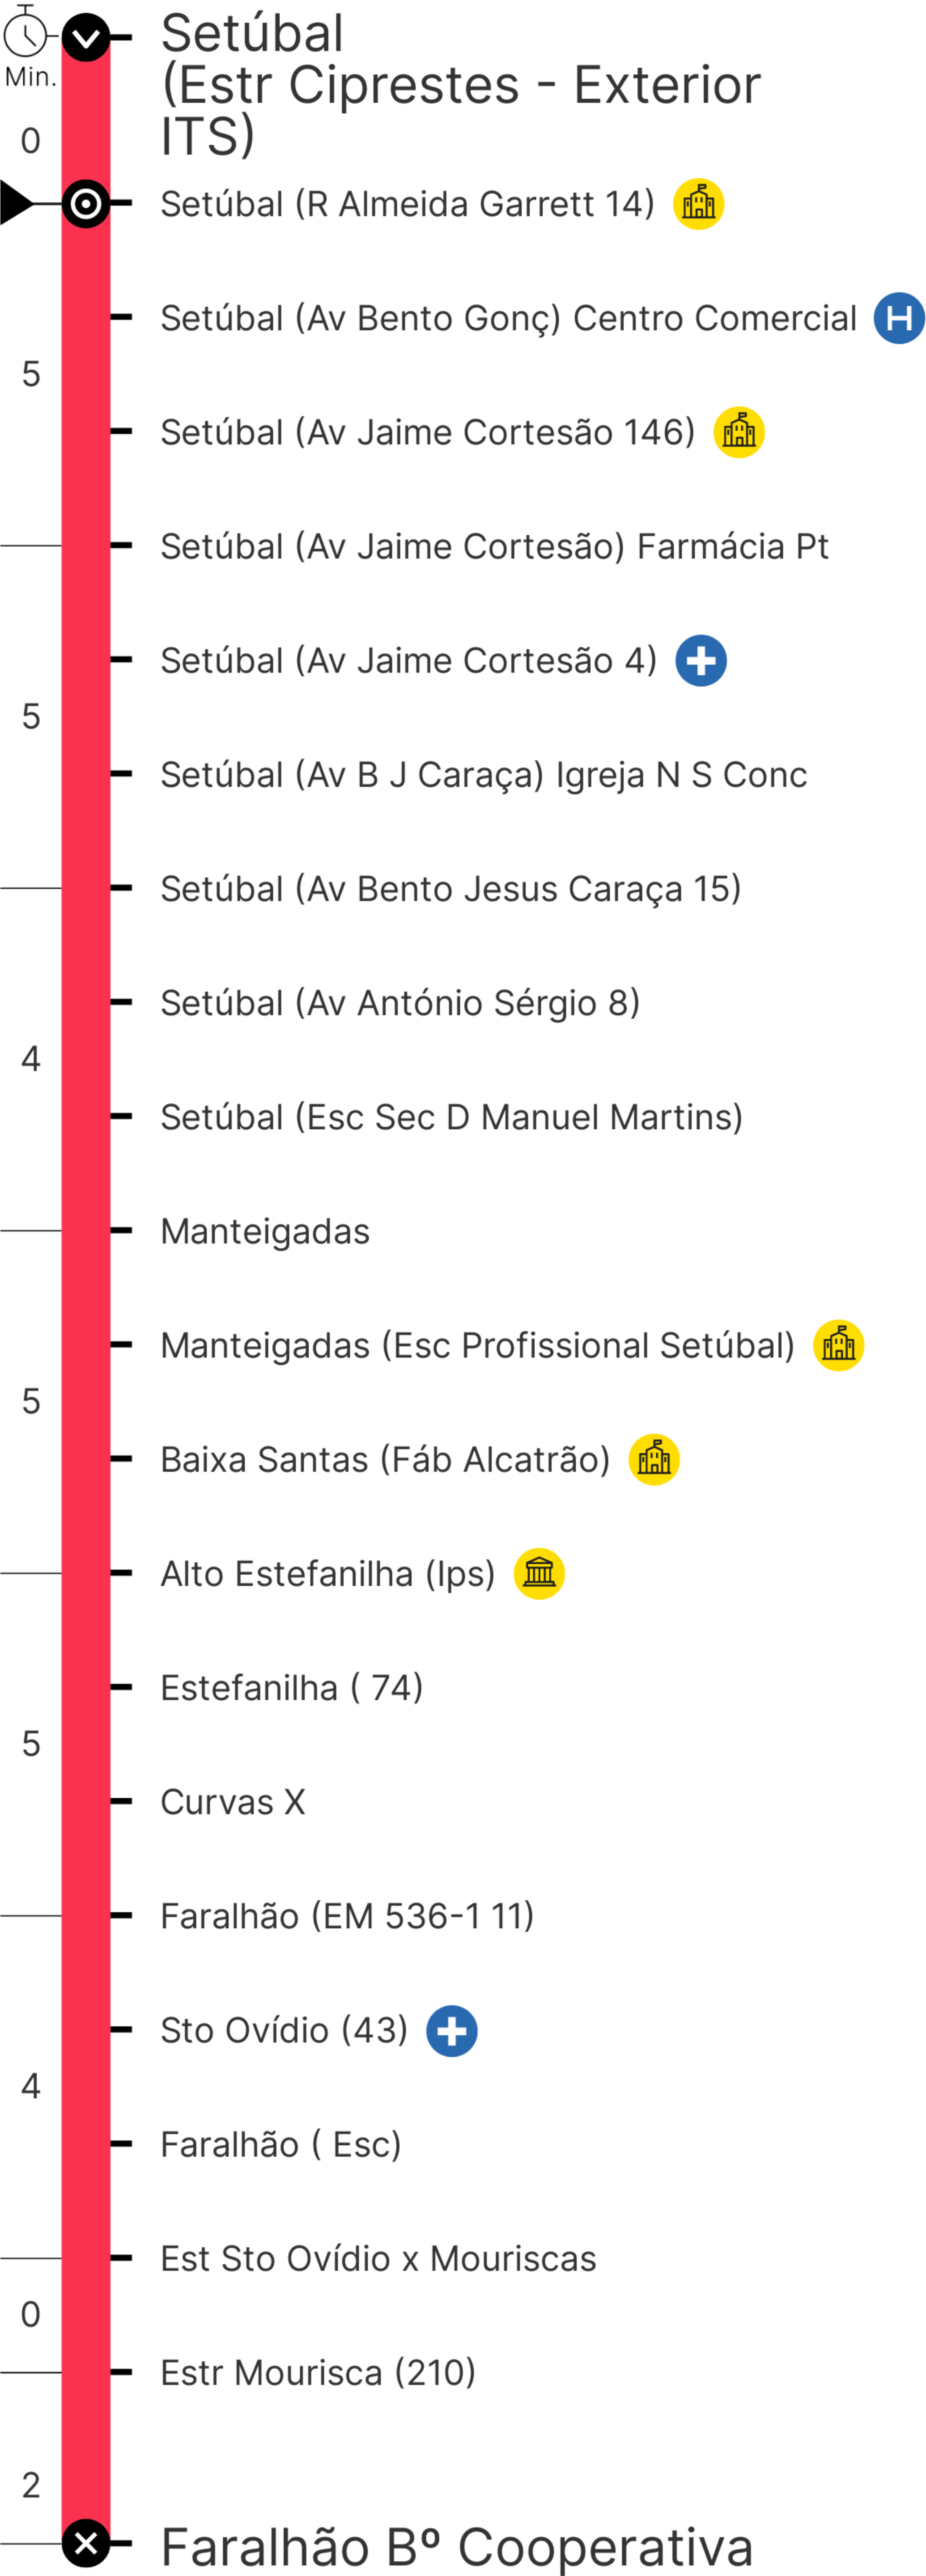 Setúbal
Min.
(Estr Ciprestes - Exterior
ITS)
0
Setúbal (R Almeida Garrett 14)
Setúbal (Av Bento Gonç) Centro Comercial H
5
Setúbal (Av Jaime Cortesão 146)
Setúbal (Av Jaime Cortesão) Farmácia Pt
Setúbal (Av Jaime Cortesão 4)
5
Setúbal (Av B J Caraça) Igreja N S Conc
Setúbal (Av Bento Jesus Caraça 15)
Setúbal (Av António Sérgio 8)
4
Setúbal (Esc Sec D Manuel Martins)
Manteigadas
Manteigadas (Esc Profissional Setúbal)
5
Baixa Santas (Fáb Alcatrão)
Alto Estefanilha (Ips)
Estefanilha ( 74)
5
Curvas X
Faralhão (EM 536-1 11)
Sto Ovídio (43)
4
Faralhão ( Esc)
Est Sto Ovídio x Mouriscas
0
Estr Mourisca (210)
2
Faralhão Bº Cooperativa